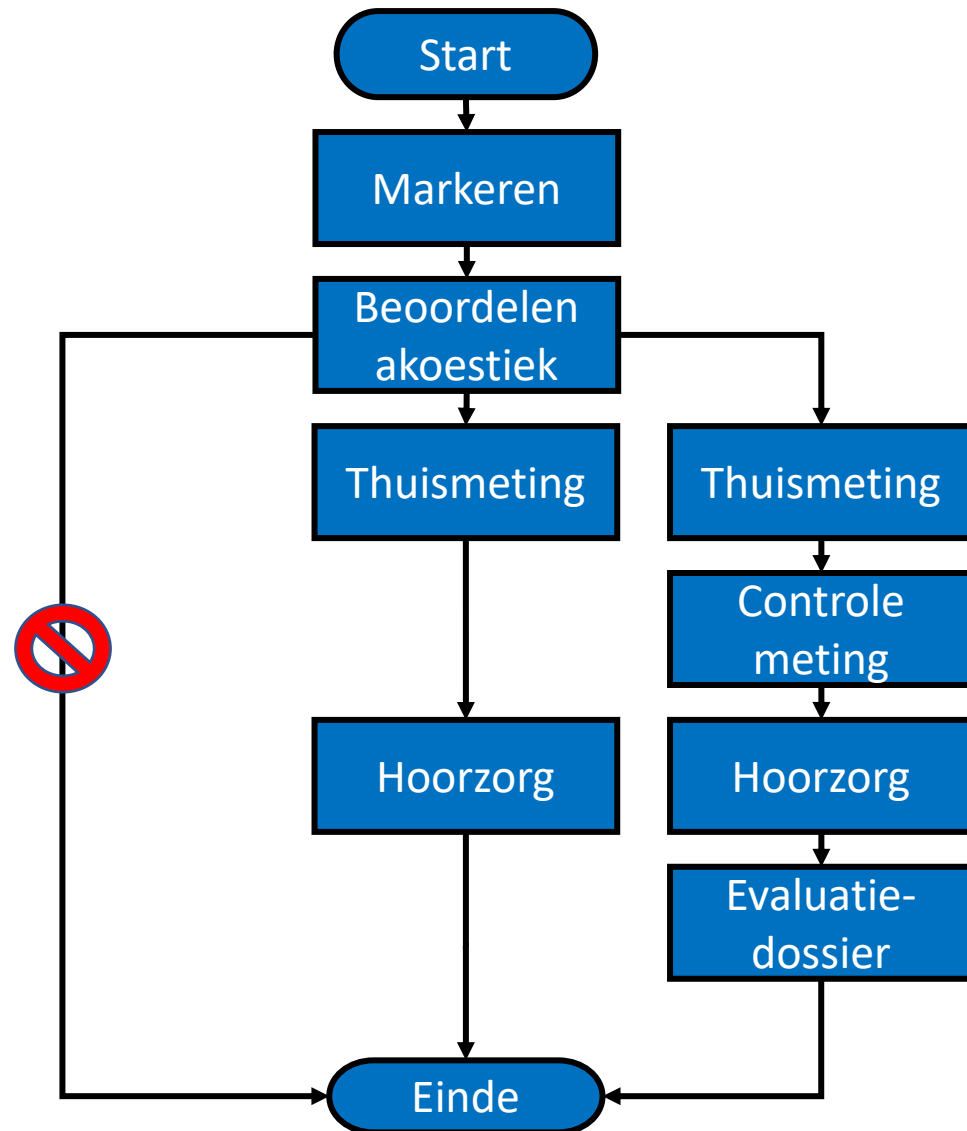 Start
Markeren
Beoordelen
akoestiek
Thuismeting
Thuismeting
Controle
meting
Hoorzorg
Hoorzorg
Evaluatie-
dossier
Einde